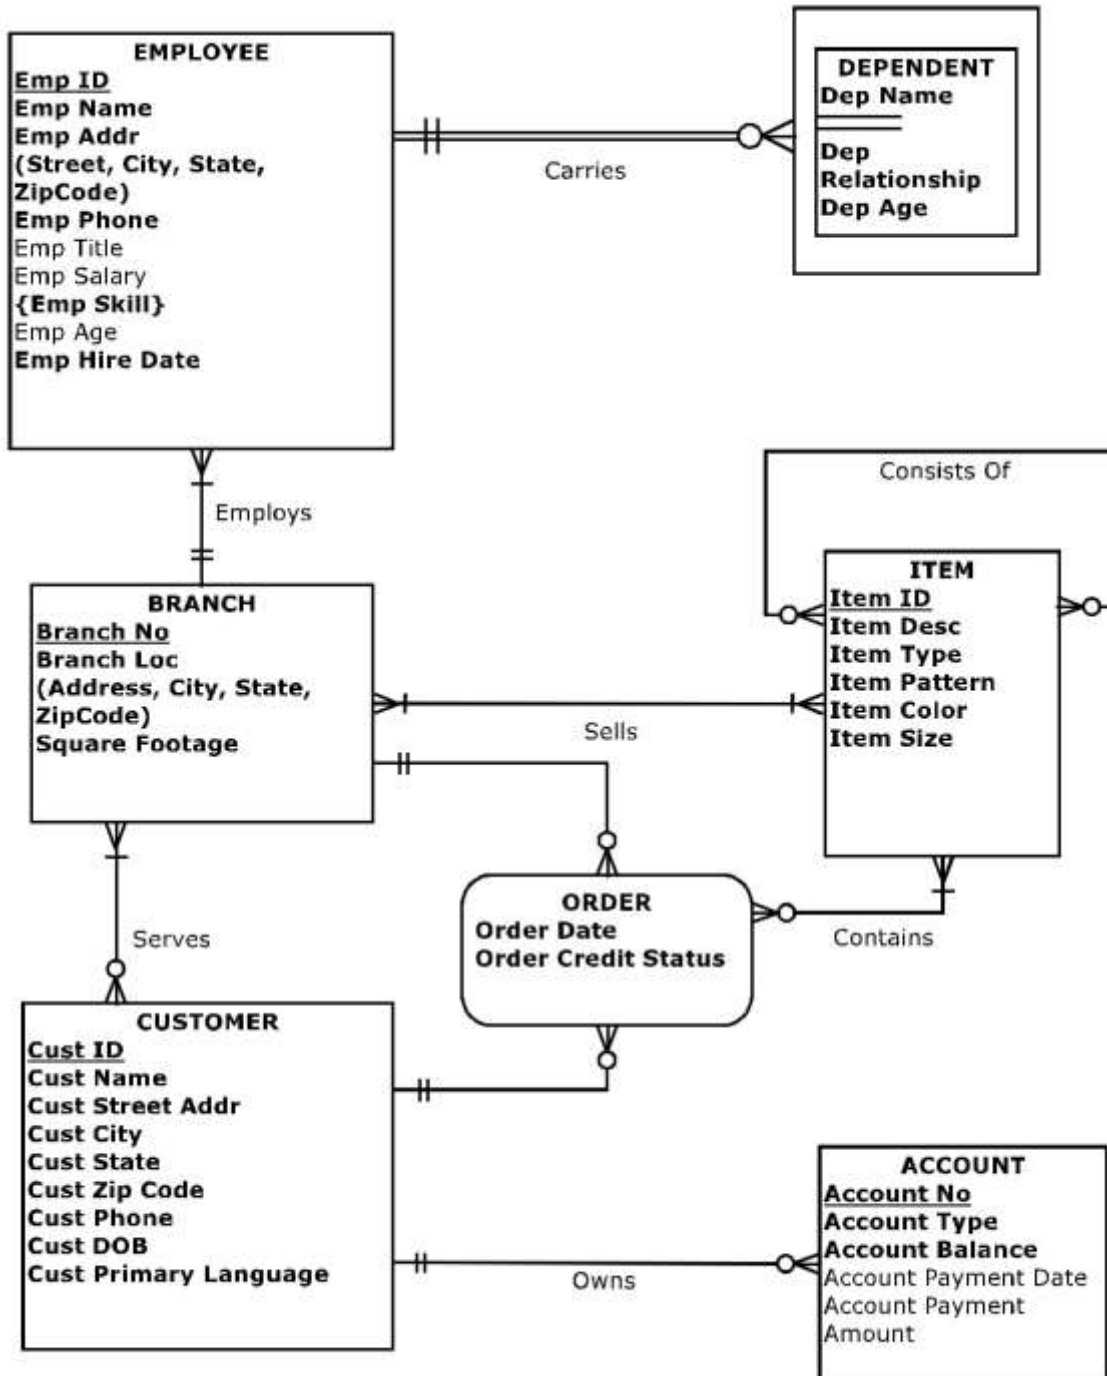 EMPLOYEE
Emp ID
Emp Name
Emp Addr
(Street, City, State,
ZipCode)
Emp Phone
Emp Title
Emp Salary
{Emp Skill}
Emp Age
Emp Hire Date
Carries
DEPENDENT
Dep Name
Dep
Relationship
Dep Age
Employs
BRANCH
Branch No
Branch Loc
(Address, City, State,
ZipCode)
Square Footage
Sells
Consists Of
ITEM
Item ID
Item Desc
Item Type
Item Pattern
Item Color
Item Size
Serves
ORDER
Order Date
Order Credit Status
Contains
CUSTOMER
Cust ID
Cust Name
Cust Street Addr
Cust City
Cust State
Cust Zip Code
Cust Phone
Cust DOB
Cust Primary Language
Owns
ACCOUNT
Account No
Account Type
Account Balance
Account Payment Date
Account Payment
Amount